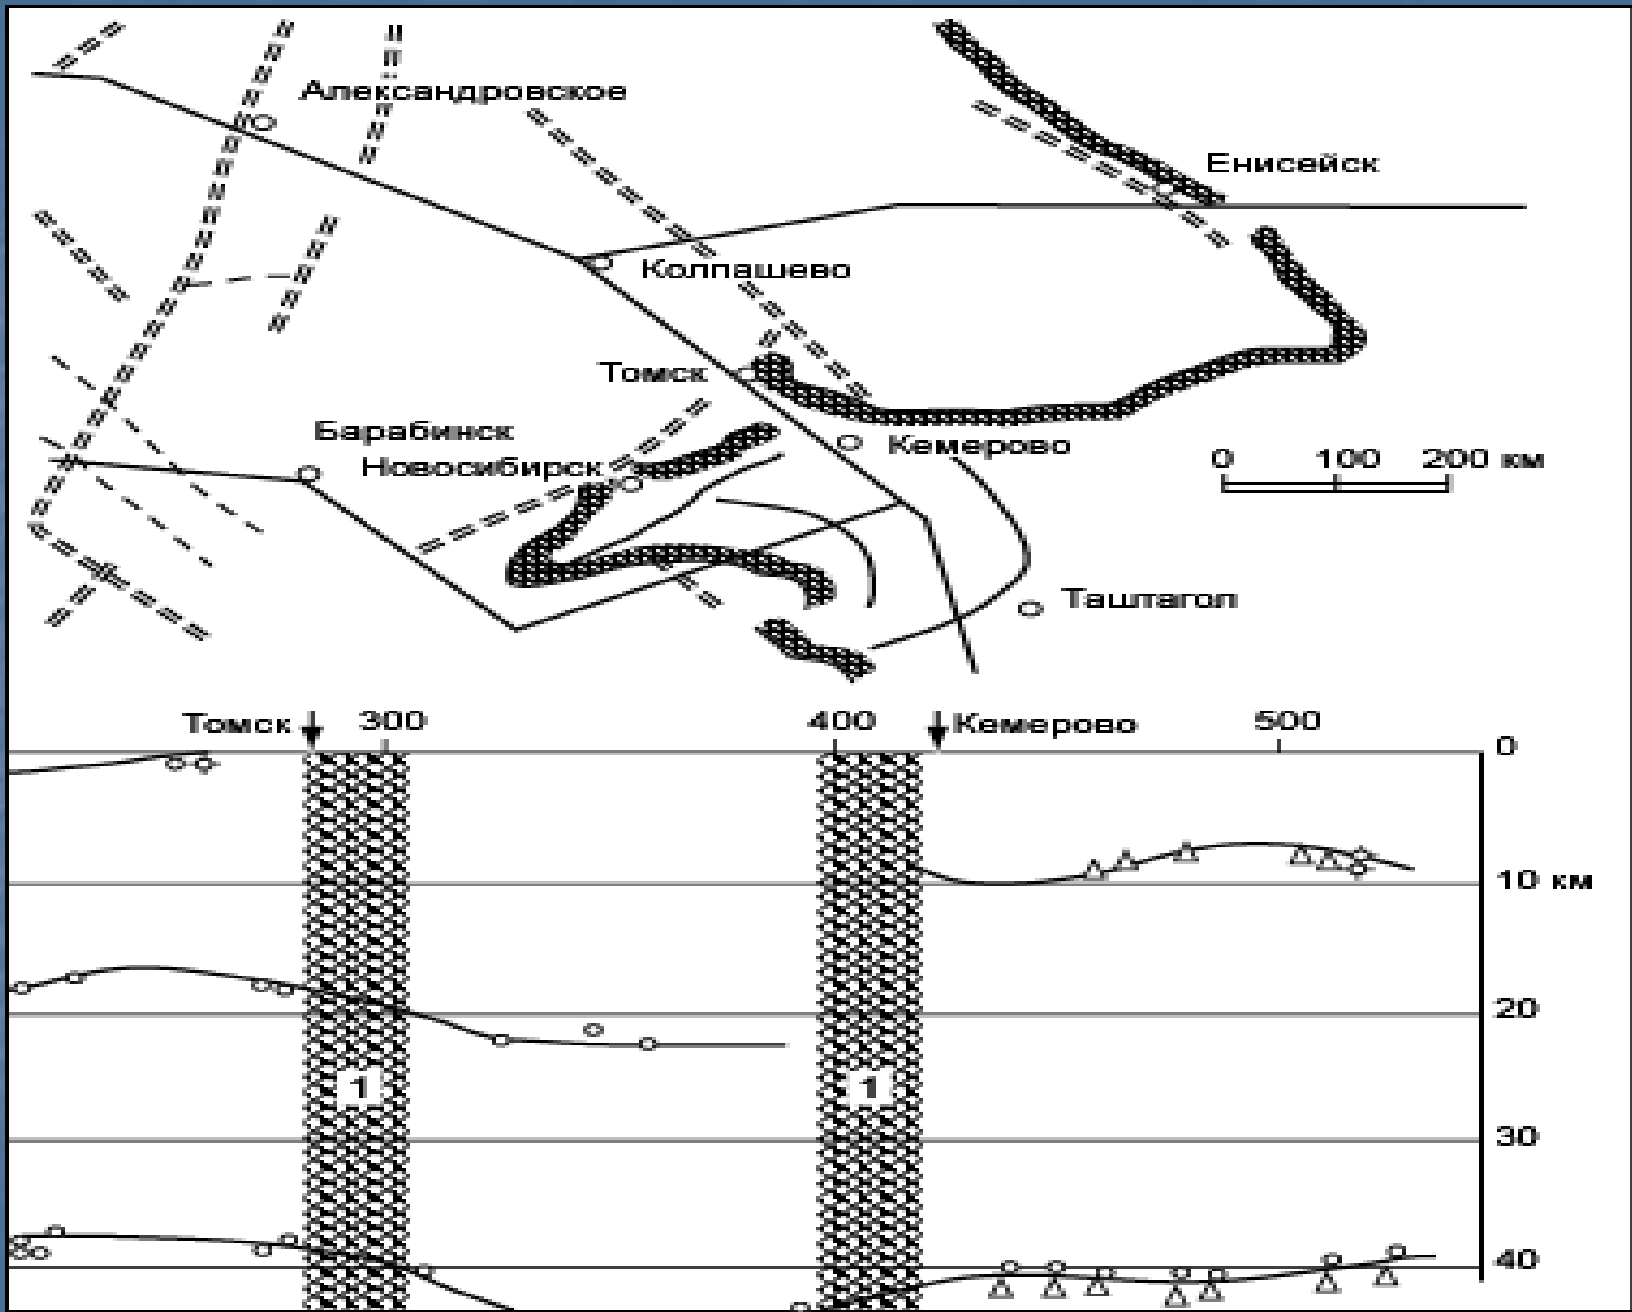 Александровское
Енисейск
Колпашево
Томск
Барабинск
Новосибирск
Кемерово
0 100 200 км
Таштагол
Томск 300 400 Кемерово 500
0
10 км
20
1 1
30
40